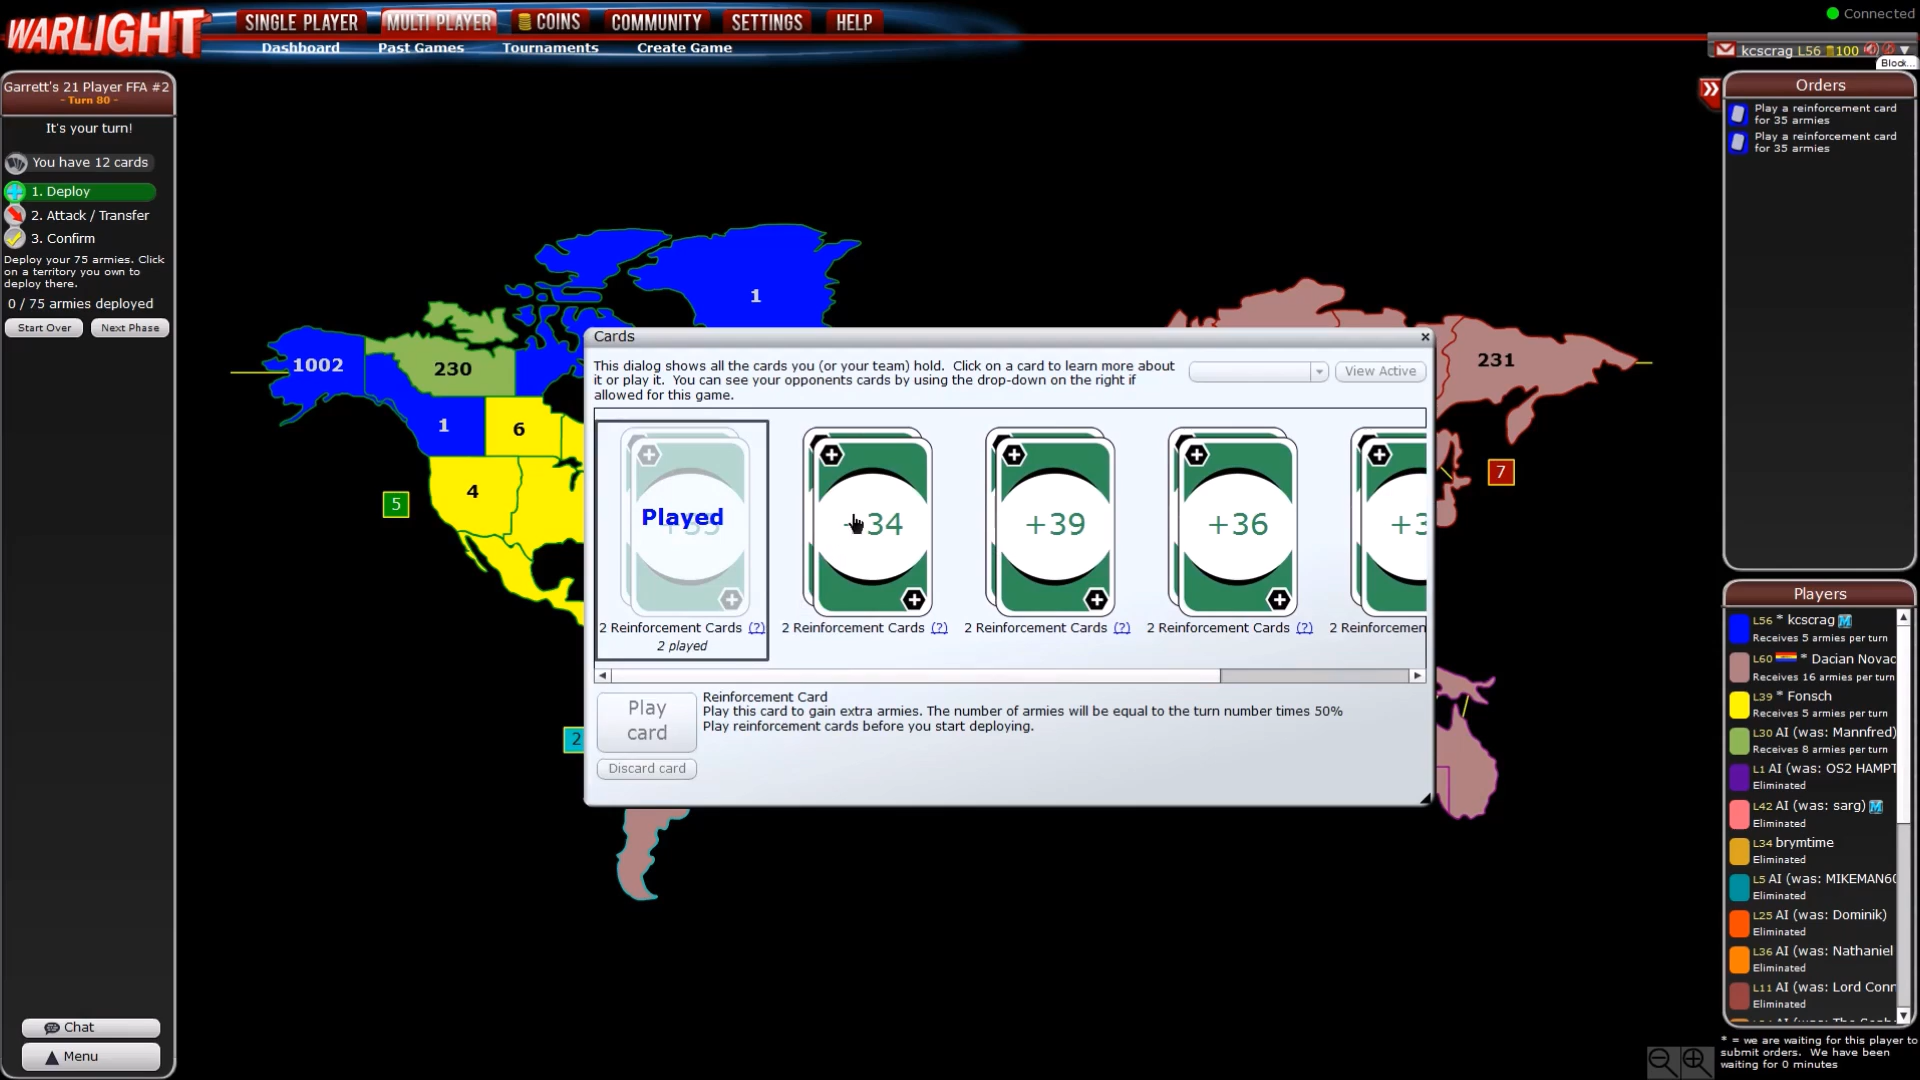 WARLIGHT
SINGLE PLAYER
MULTI PLAYER
COINS
COMMUNITY
SETTINGS
HELP
Connected
Dashboard
Past Games
Tournaments
Create Game
kcscrag L56 100
Block...
Garrett's 21 Player FFA #2
- Turn 80 -
It's your turn!
You have 12 cards
1. Deploy
2. Attack / Transfer
3. Confirm
Deploy your 75 armies. Click
on a territory you own to
deploy there.
0 / 75 armies deployed
Start Over
Next Phase
Chat
Menu
1
1002
230
1
6
4
5
2
231
7
Cards
This dialog shows all the cards you (or your team) hold. Click on a card to learn more about
it or play it. You can see your opponents cards by using the drop-down on the right if
allowed for this game.
View Active
Played
34
+39
+36
+3
2 Reinforcement Cards (?)
2 played
2 Reinforcement Cards (?)
2 Reinforcement Cards (?)
2 Reinforcement Cards (?)
2 Reinforcemen
Play
card
Discard card
Reinforcement Card
Play this card to gain extra armies. The number of armies will be equal to the turn number times 50%
Play reinforcement cards before you start deploying.
Orders
Play a reinforcement card
for 35 armies
Play a reinforcement card
for 35 armies
Players
L56 * kcscrag M
Receives 5 armies per turn
L60 * Dacian Novac
Receives 16 armies per turn
L39 * Fonsch
Receives 5 armies per turn
L30 AI (was: Mannfred)
Receives 8 armies per turn
L1 AI (was: OS2 HAMPT
Eliminated
L42 AI (was: sarg) M
Eliminated
L34 brymtime
Eliminated
L5 AI (was: MIKEMAN60
Eliminated
L25 AI (was: Dominik)
Eliminated
L36 AI (was: Nathaniel
Eliminated
L11 AI (was: Lord Conn
Eliminated
* = we are waiting for this player to
submit orders. We have been
waiting for 0 minutes